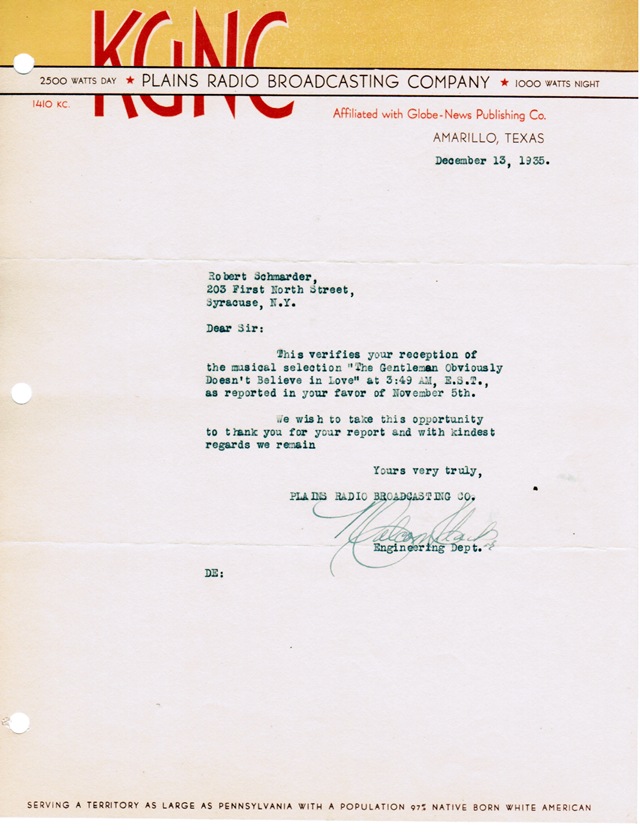 KGNC
2500 WATTS DAY ★ PLAINS RADIO BROADCASTING COMPANY ★ 1000 WATTS NIGHT
1410 KC.
Affiliated with Globe-News Publishing Co.
AMARILLO, TEXAS
December 13, 1935.
Robert Schmarder,
203 First North Street,
Syracuse, N.Y.
Dear Sir:
This verifies your reception of
the musical selection "The Gentleman Obviously
Doesn't Believe in Love" at 3:49 AM, E.S.T.,
as reported in your favor of November 5th.
We wish to take this opportunity
to thank you for your report and with kindest
regards we remain
Yours very truly,
PLAINS RADIO BROADCASTING CO.
Engineering Dept.
DE:
SERVING A TERRITORY AS LARGE AS PENNSYLVANIA WITH A POPULATION 97% NATIVE BORN WHITE AMERICAN